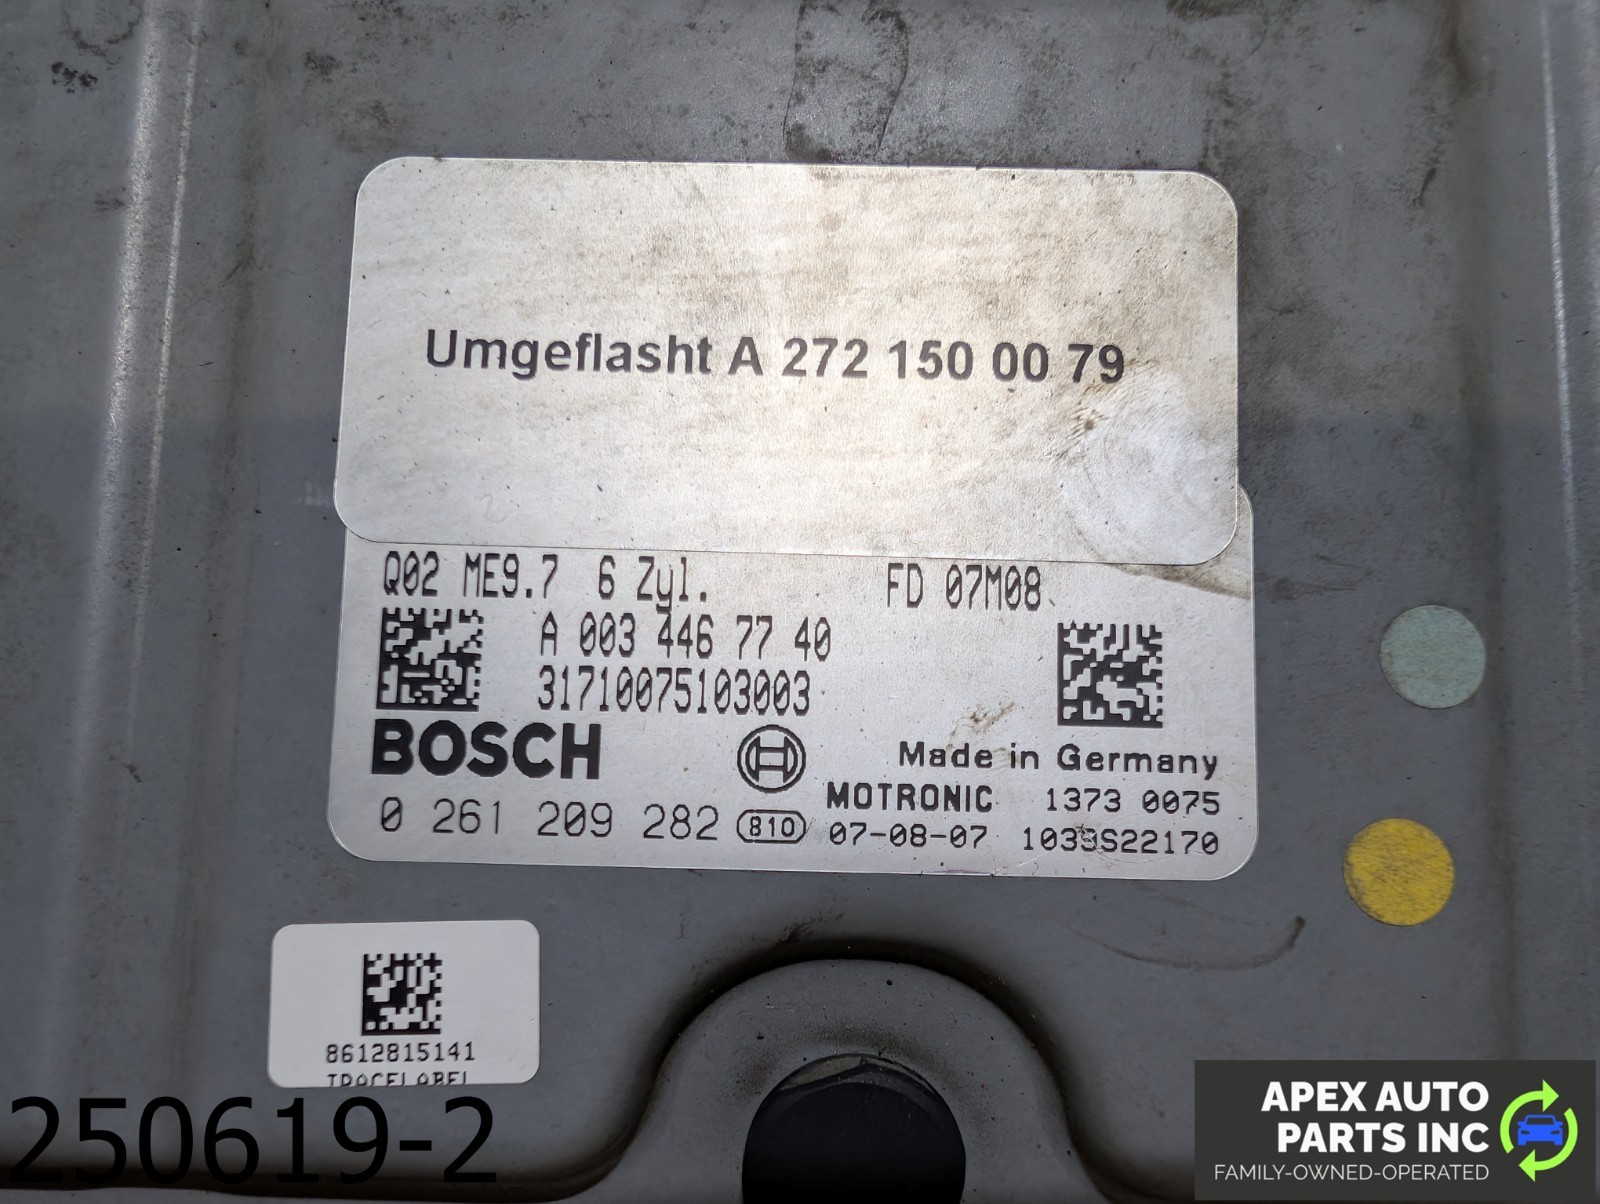 Umgeflasht A 272 150 00 79
Q02 ME9.7 6 Zyl. FD 07M08
A 003 446 77 40
31710075103003
BOSCH
Made in Germany
MOTRONIC 1373 0075
0 261 209 282 810 07-08-07 1039S22170
8612815141
TRACELABEL
250619-2
APEX AUTO
PARTS INC
FAMILY-OWNED-OPERATED